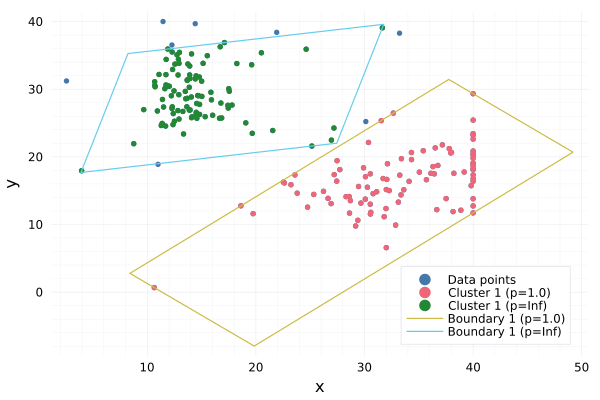 40
30
20
10
0
y
10
20
30
40
50
x
Data points
Cluster 1 (p=1.0)
Cluster 1 (p=Inf)
Boundary 1 (p=1.0)
Boundary 1 (p=Inf)